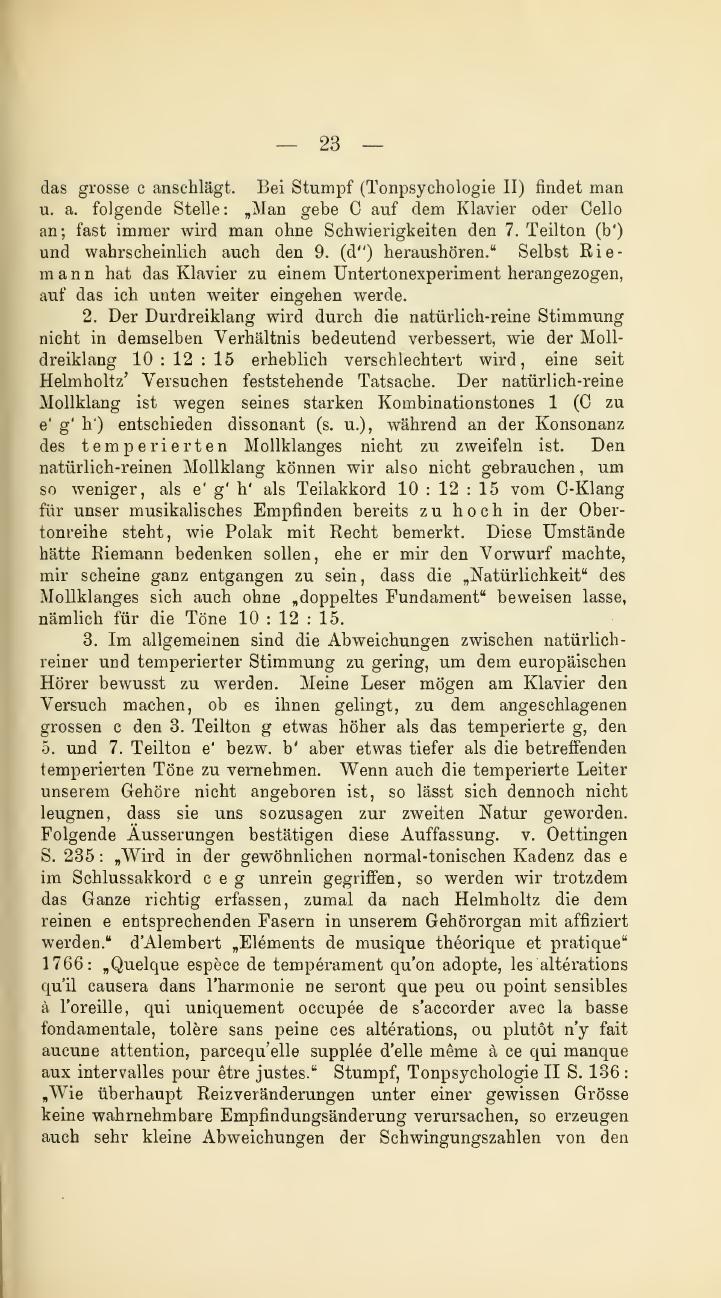 — 23 —
das grosse c anschlägt. Bei Stumpf (Tonpsychologie II) findet man
u. a. folgende Stelle: „Man gebe C auf dem Klavier oder Cello
an; fast immer wird man ohne Schwierigkeiten den 7. Teilton (b')
und wahrscheinlich auch den 9. (d'') heraushören.“ Selbst Rie-
mann hat das Klavier zu einem Untertonexperiment herangezogen,
auf das ich unten weiter eingehen werde.
2. Der Durdreiklang wird durch die natürlich-reine Stimmung
nicht in demselben Verhältnis bedeutend verbessert, wie der Moll-
dreiklang 10 : 12 : 15 erheblich verschlechtert wird, eine seit
Helmholtz’ Versuchen feststehende Tatsache. Der natürlich-reine
Mollklang ist wegen seines starken Kombinationstones 1 (C zu
e' g' h') entschieden dissonant (s. u.), während an der Konsonanz
des temperierten Mollklanges nicht zu zweifeln ist. Den
natürlich-reinen Mollklang können wir also nicht gebrauchen, um
so weniger, als e' g' h' als Teilakkord 10 : 12 : 15 vom C-Klang
für unser musikalisches Empfinden bereits zu hoch in der Ober-
tonreihe steht, wie Polak mit Recht bemerkt. Diese Umstände
hätte Riemann bedenken sollen, ehe er mir den Vorwurf machte,
mir scheine ganz entgangen zu sein, dass die „Natürlichkeit“ des
Mollklanges sich auch ohne „doppeltes Fundament“ beweisen lasse,
nämlich für die Töne 10 : 12 : 15.
3. Im allgemeinen sind die Abweichungen zwischen natürlich-
reiner und temperierter Stimmung zu gering, um dem europäischen
Hörer bewusst zu werden. Meine Leser mögen am Klavier den
Versuch machen, ob es ihnen gelingt, zu dem angeschlagenen
grossen c den 3. Teilton g etwas höher als das temperierte g, den
5. und 7. Teilton e' bezw. b' aber etwas tiefer als die betreffenden
temperierten Töne zu vernehmen. Wenn auch die temperierte Leiter
unserem Gehöre nicht angeboren ist, so lässt sich dennoch nicht
leugnen, dass sie uns sozusagen zur zweiten Natur geworden.
Folgende Äusserungen bestätigen diese Auffassung. v. Oettingen
S. 235: „Wird in der gewöhnlichen normal-tonischen Kadenz das e
im Schlussakkord c e g unrein gegriffen, so werden wir trotzdem
das Ganze richtig erfassen, zumal da nach Helmholtz die dem
reinen e entsprechenden Fasern in unserem Gehörorgan mit affiziert
werden.“ d'Alembert „Eléments de musique théorique et pratique“
1766: „Quelque espèce de tempérament qu'on adopte, les altérations
qu'il causera dans l'harmonie ne seront que peu ou point sensibles
à l'oreille, qui uniquement occupée de s'accorder avec la basse
fondamentale, tolère sans peine ces altérations, ou plutôt n'y fait
aucune attention, parcequ'elle supplée d'elle même à ce qui manque
aux intervalles pour être justes.“ Stumpf, Tonpsychologie II S. 136:
„Wie überhaupt Reizveränderungen unter einer gewissen Grösse
keine wahrnehmbare Empfindungsänderung verursachen, so erzeugen
auch sehr kleine Abweichungen der Schwingungszahlen von den